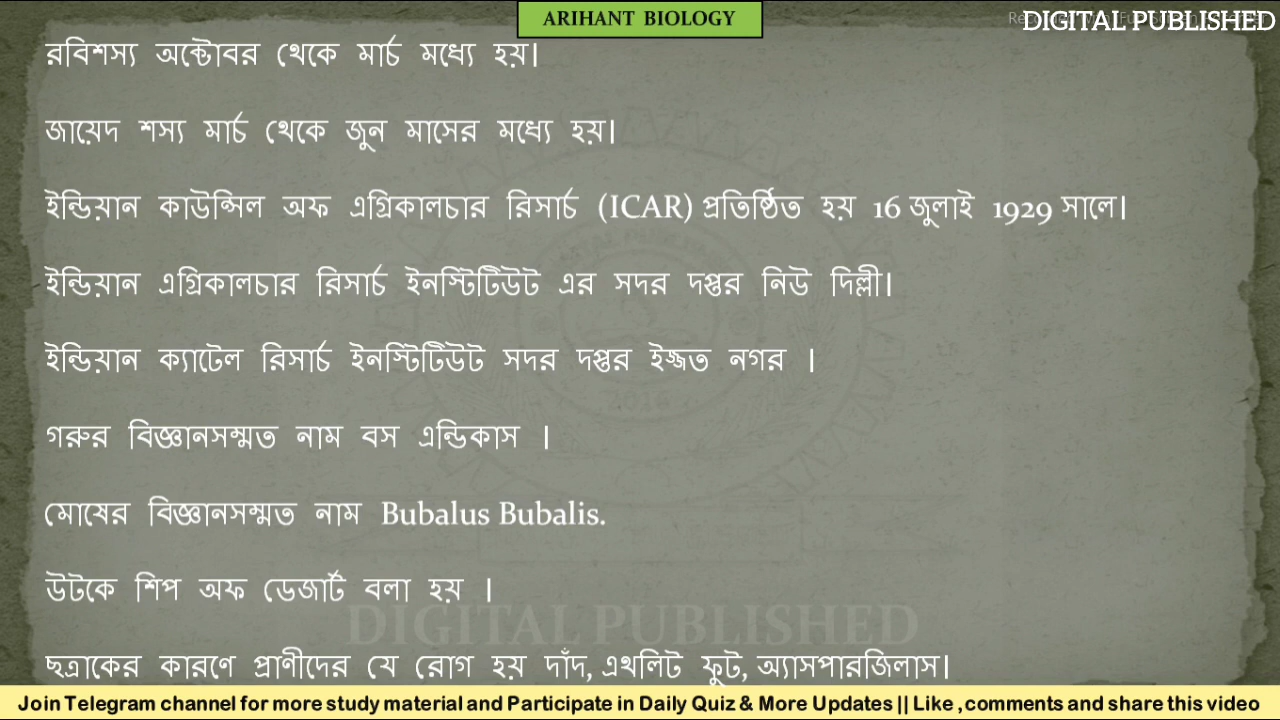 ARIHANT BIOLOGY
DIGITAL PUBLISHED
রবিশস্য অক্টোবর থেকে মার্চ মধ্যে হয়।
জায়েদ শস্য মার্চ থেকে জুন মাসের মধ্যে হয়।
ইন্ডিয়ান কাউন্সিল অফ এগ্রিকালচার রিসার্চ (ICAR) প্রতিষ্ঠিত হয় 16 জুলাই 1929 সালে।
ইন্ডিয়ান এগ্রিকালচার রিসার্চ ইনস্টিটিউট এর সদর দপ্তর নিউ দিল্লী।
ইন্ডিয়ান ক্যাটেল রিসার্চ ইনস্টিটিউট সদর দপ্তর ইজ্জত নগর ।
গরুর বিজ্ঞানসম্মত নাম বস এন্ডিকাস ।
মোষের বিজ্ঞানসম্মত নাম Bubalus Bubalis.
উটকে শিপ অফ ডেজার্ট বলা হয় ।
DIGITAL PUBLISHED
ছত্রাকের কারণে প্রাণীদের যে রোগ হয় দাঁদ, এথলিট ফুট, অ্যাসপারজিলাস।
Join Telegram channel for more study material and Participate in Daily Quiz & More Updates || Like ,comments and share this video